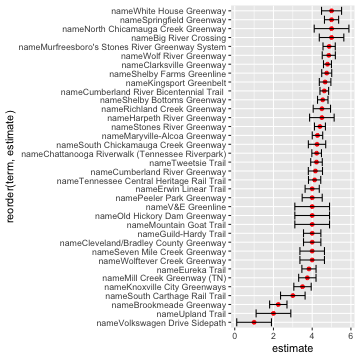 nameWhite House Greenway
nameSpringfield Greenway
nameNorth Chicamauga Creek Greenway
nameBig River Crossing
nameMurfreesboro's Stones River Greenway System
nameWolf River Greenway
nameClarksville Greenway
nameShelby Farms Greenline
nameKingsport Greenbelt
nameCumberland River Bicentennial Trail
nameShelby Bottoms Greenway
nameRichland Creek Greenway
nameHarpeth River Greenway
nameStones River Greenway
nameMaryville-Alcoa Greenway
nameSouth Chickamauga Creek Greenway
nameChattanooga Riverwalk (Tennessee Riverpark)
nameTweetsie Trail
nameCumberland River Greenway
nameTennessee Central Heritage Rail Trail
nameErwin Linear Trail
namePeeler Park Greenway
nameV&E Greenline
nameOld Hickory Dam Greenway
nameMountain Goat Trail
nameGuild-Hardy Trail
nameCleveland/Bradley County Greenway
nameSeven Mile Creek Greenway
nameWolftever Creek Greenway
nameEureka Trail
nameMill Creek Greenway (TN)
nameKnoxville City Greenways
nameSouth Carthage Rail Trail
nameBrookmeade Greenway
nameUpland Trail
nameVolkswagen Drive Sidepath
reorder(term, estimate)
0 2 4 6
estimate